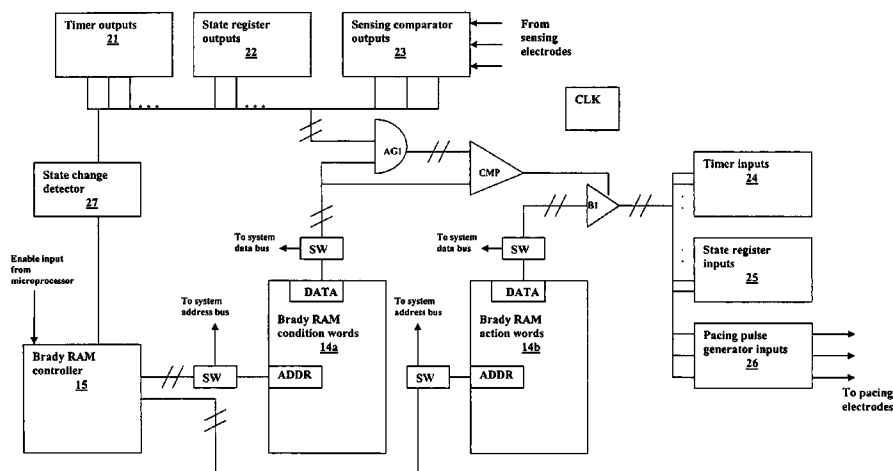 Timer outputs
21
State register
outputs
22
Sensing comparator
outputs
23
From
sensing
electrodes
CLK
AG1
CMP
B1
State change
detector
27
Timer inputs
24
State register
inputs
25
Pacing pulse
generator inputs
26
To pacing
electrodes
To system
data bus
SW
To system
data bus
SW
Enable input
from
microprocessor
Brady RAM
controller
15
To system
address bus
SW
DATA
Brady RAM
condition words
14a
ADDR
To system
address bus
SW
DATA
Brady RAM
action words
14b
ADDR